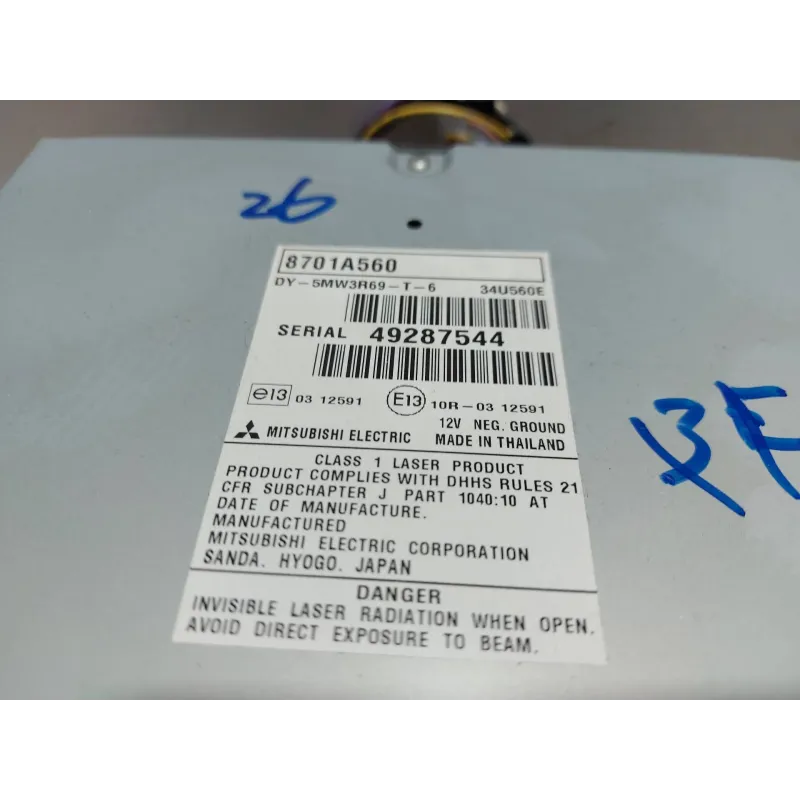 26
8701A560
DY-5MW3R69-T-6 34U560E
SERIAL 49287544
e13 03 12591 E13 10R-03 12591
12V NEG. GROUND
MITSUBISHI ELECTRIC MADE IN THAILAND
CLASS 1 LASER PRODUCT
PRODUCT COMPLIES WITH DHHS RULES 21
CFR SUBCHAPTER J PART 1040:10 AT
DATE OF MANUFACTURE.
MANUFACTURED
MITSUBISHI ELECTRIC CORPORATION
SANDA. HYOGO. JAPAN
DANGER
INVISIBLE LASER RADIATION WHEN OPEN.
AVOID DIRECT EXPOSURE TO BEAM.